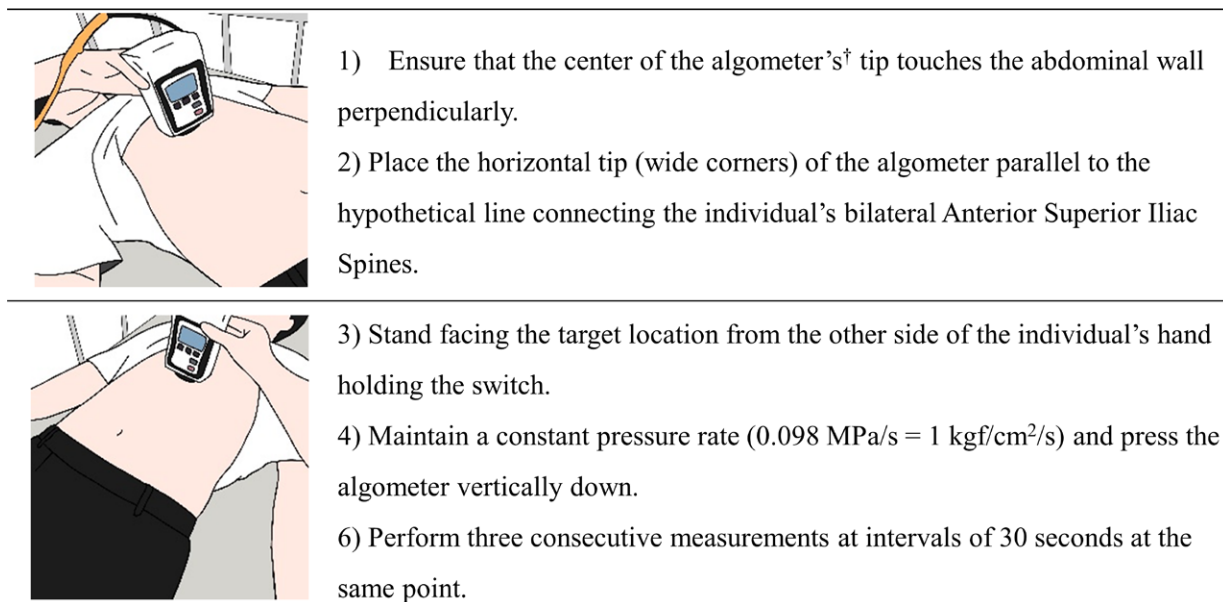 1) Ensure that the center of the algometer’s† tip touches the abdominal wall
perpendicularly.
2) Place the horizontal tip (wide corners) of the algometer parallel to the
hypothetical line connecting the individual’s bilateral Anterior Superior Iliac
Spines.
3) Stand facing the target location from the other side of the individual’s hand
holding the switch.
4) Maintain a constant pressure rate (0.098 MPa/s = 1 kgf/cm²/s) and press the
algometer vertically down.
6) Perform three consecutive measurements at intervals of 30 seconds at the
same point.